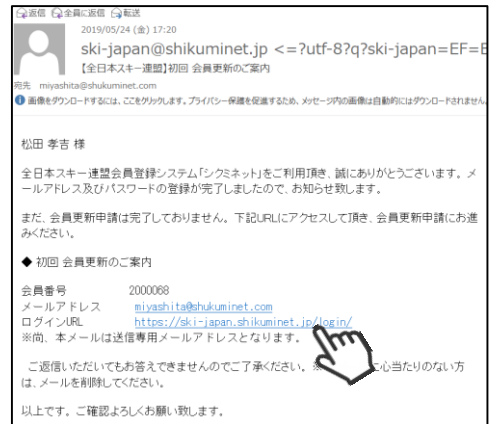 返信 全員に返信 転送
2019/05/24 (金) 17:20
ski-japan@shikuminet.jp <=?utf-8?q?ski-japan=EF=E
【全日本スキー連盟】初回 会員更新のご案内
宛先 miyashita@shukuminet.com
画像をダウンロードするには、ここをクリックします。プライバシー保護を促進するため、メッセージ内の画像は自動的にはダウンロードされません。
松田 孝吉 様
全日本スキー連盟会員登録システム「シクミネット」をご利用頂き、誠にありがとうございます。メ
ールアドレス及びパスワードの登録が完了しましたので、お知らせ致します。
まだ、会員更新申請は完了しておりません。下記URLにアクセスして頂き、会員更新申請にお進
みください。
◆ 初回 会員更新のご案内
会員番号 2000068
メールアドレス miyashita@shukuminet.com
ログインURL https://ski-japan.shikuminet.jp/login/
※尚、本メールは送信専用メールアドレスとなります。
ご返信いただいてもお答えできませんのでご了承ください。※ に心当たりのない方
は、メールを削除してください。
以上です。ご確認よろしくお願い致します。